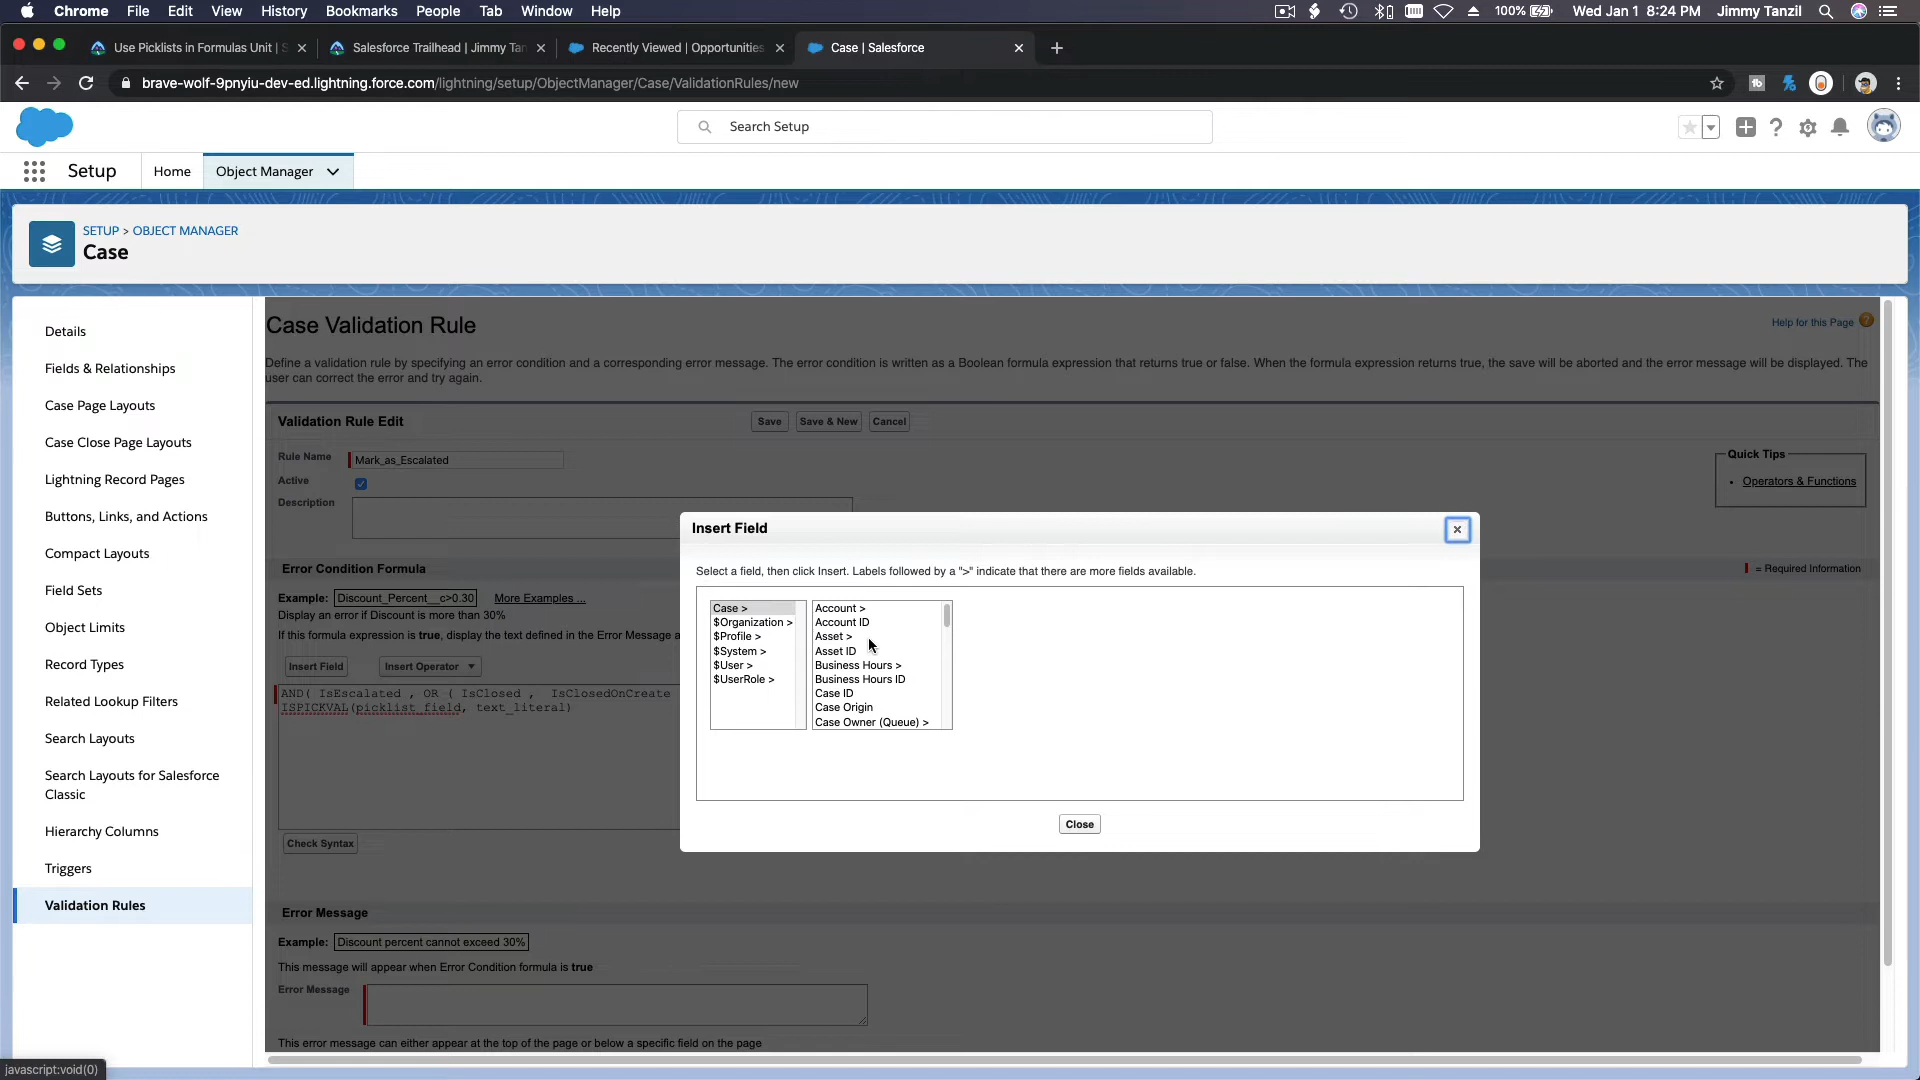 Chrome File Edit View History Bookmarks People Tab Window Help 100% Wed Jan 1 8:24 PM Jimmy Tanzil
Use Picklists in Formulas Unit | S
Salesforce Trailhead | Jimmy Tan
Recently Viewed | Opportunities
Case | Salesforce
brave-wolf-9pnyiu-dev-ed.lightning.force.com/lightning/setup/ObjectManager/Case/ValidationRules/new
Search Setup
Setup Home Object Manager
SETUP > OBJECT MANAGER
Case
Details
Fields & Relationships
Case Page Layouts
Case Close Page Layouts
Lightning Record Pages
Buttons, Links, and Actions
Compact Layouts
Field Sets
Object Limits
Record Types
Related Lookup Filters
Search Layouts
Search Layouts for Salesforce
Classic
Hierarchy Columns
Triggers
Validation Rules
Case Validation Rule
Help for this Page
Define a validation rule by specifying an error condition and a corresponding error message. The error condition is written as a Boolean formula expression that returns true or false. When the formula expression returns true, the save will be aborted and the error message will be displayed. The
user can correct the error and try again.
Validation Rule Edit Save Save & New Cancel
Rule Name Mark_as_Escalated
Active
Description
Quick Tips
• Operators & Functions
Error Condition Formula
= Required Information
Example: Discount_Percent__c>0.30 More Examples ...
Display an error if Discount is more than 30%
If this formula expression is true, display the text defined in the Error Message a
Insert Field Insert Operator
AND( IsEscalated , OR ( IsClosed , IsClosedOnCreate
ISPICKVAL(picklist_field, text_literal)
Check Syntax
Insert Field
Select a field, then click Insert. Labels followed by a ">" indicate that there are more fields available.
Case >
$Organization >
$Profile >
$System >
$User >
$UserRole >
Account >
Account ID
Asset >
Asset ID
Business Hours >
Business Hours ID
Case ID
Case Origin
Case Owner (Queue) >
Close
Error Message
Example: Discount percent cannot exceed 30%
This message will appear when Error Condition formula is true
Error Message
This error message can either appear at the top of the page or below a specific field on the page
javascript:void(0)